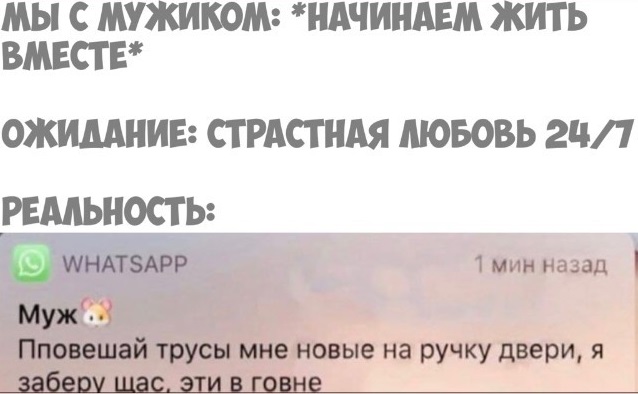 МЫ С МУЖИКОМ: *НАЧИНАЕМ ЖИТЬ
ВМЕСТЕ*
ОЖИДАНИЕ: СТРАСТНАЯ ЛЮБОВЬ 24/7
РЕАЛЬНОСТЬ:
WHATSAPP 1 мин назад
Муж🐹
Пповешай трусы мне новые на ручку двери, я
заберу щас, эти в говне